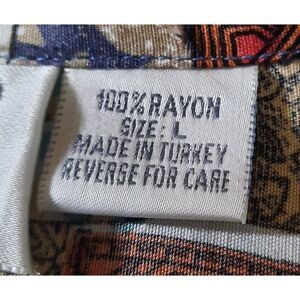 100% RAYON
SIZE: L
MADE IN TURKEY
REVERSE FOR CARE